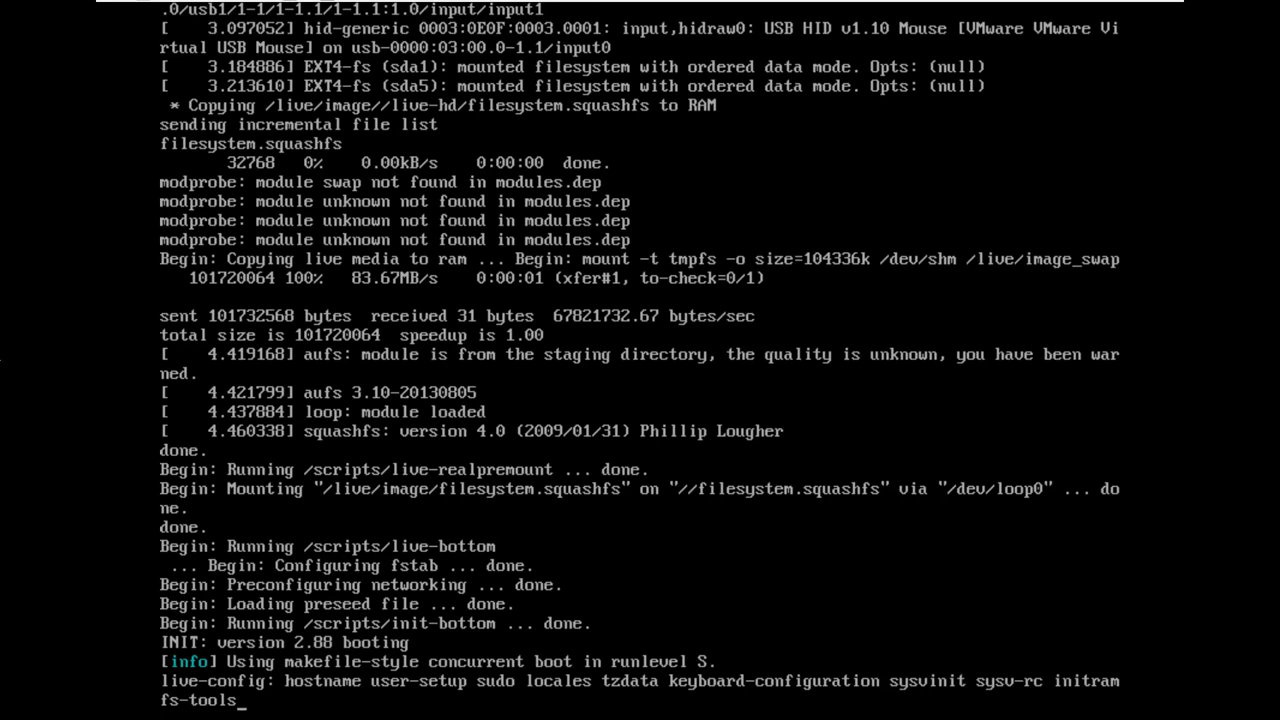 .0/usb1/1-1/1-1.1/1-1.1:1.0/input/input1
[    3.097052] hid-generic 0003:0E0F:0003.0001: input,hidraw0: USB HID v1.10 Mouse [VMware VMware Vi
rtual USB Mouse] on usb-0000:03:00.0-1.1/input0
[    3.184886] EXT4-fs (sda1): mounted filesystem with ordered data mode. Opts: (null)
[    3.213610] EXT4-fs (sda5): mounted filesystem with ordered data mode. Opts: (null)
 * Copying /live/image//live-hd/filesystem.squashfs to RAM
sending incremental file list
filesystem.squashfs
       32768   0%    0.00kB/s    0:00:00  done.
modprobe: module swap not found in modules.dep
modprobe: module unknown not found in modules.dep
modprobe: module unknown not found in modules.dep
modprobe: module unknown not found in modules.dep
Begin: Copying live media to ram ... Begin: mount -t tmpfs -o size=104336k /dev/shm /live/image_swap
   101720064 100%   83.67MB/s    0:00:01 (xfer#1, to-check=0/1)
sent 101732568 bytes  received 31 bytes  67821732.67 bytes/sec
total size is 101720064  speedup is 1.00
[    4.419168] aufs: module is from the staging directory, the quality is unknown, you have been war
ned.
[    4.421799] aufs 3.10-20130805
[    4.437884] loop: module loaded
[    4.460338] squashfs: version 4.0 (2009/01/31) Phillip Lougher
done.
Begin: Running /scripts/live-realpremount ... done.
Begin: Mounting "/live/image/filesystem.squashfs" on "//filesystem.squashfs" via "/dev/loop0" ... do
ne.
done.
Begin: Running /scripts/live-bottom
 ... Begin: Configuring fstab ... done.
Begin: Preconfiguring networking ... done.
Begin: Loading preseed file ... done.
Begin: Running /scripts/init-bottom ... done.
INIT: version 2.88 booting
[info] Using makefile-style concurrent boot in runlevel S.
live-config: hostname user-setup sudo locales tzdata keyboard-configuration sysvinit sysv-rc initram
fs-tools_